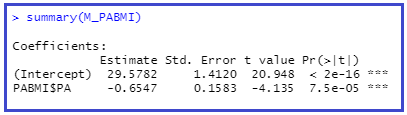 > summary(M_PABMI)
Coefficients:
Estimate Std. Error t value Pr(>|t|)
(Intercept) 29.5782 1.4120 20.948 < 2e-16 ***
PABMI$PA -0.6547 0.1583 -4.135 7.5e-05 ***